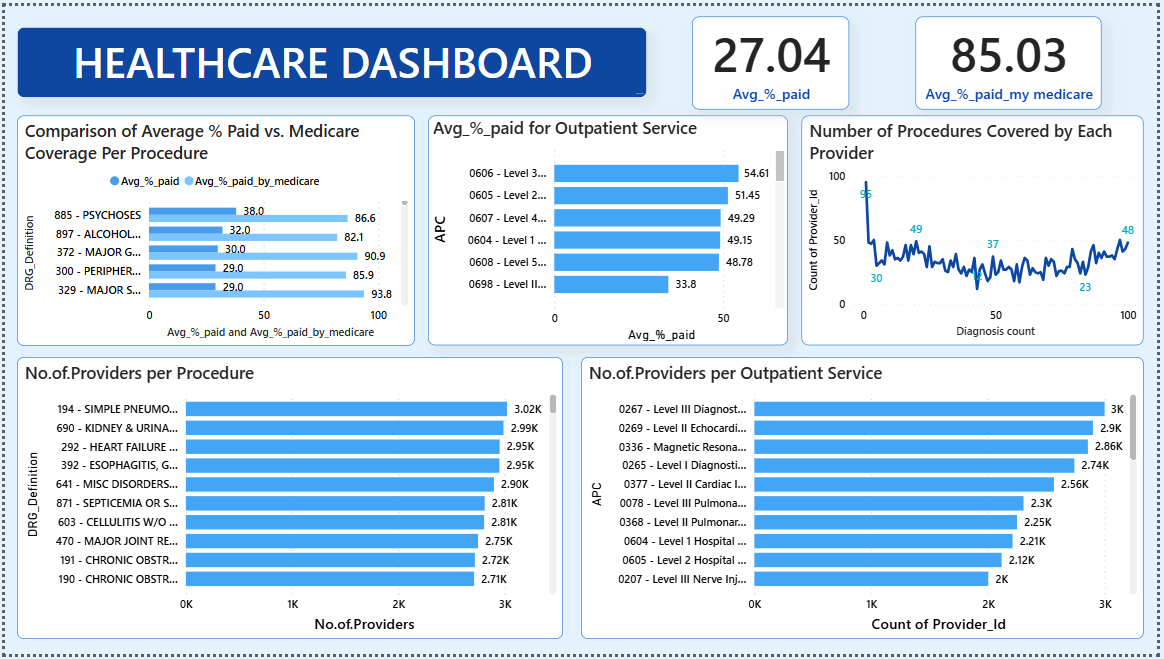 HEALTHCARE DASHBOARD
27.04
Avg_%_paid
85.03
Avg_%_paid_my medicare
Comparison of Average % Paid vs. Medicare
Coverage Per Procedure
Avg_%_paid Avg_%_paid_by_medicare
DRG_Definition
885 - PSYCHOSES 38.0 86.6
897 - ALCOHOL... 32.0 82.1
372 - MAJOR G... 30.0 90.9
300 - PERIPHER... 29.0 85.9
329 - MAJOR S... 29.0 93.8
0 50 100
Avg_%_paid and Avg_%_paid_by_medicare
Avg_%_paid for Outpatient Service
APC
0606 - Level 3... 54.61
0605 - Level 2... 51.45
0607 - Level 4... 49.29
0604 - Level 1 ... 49.15
0608 - Level 5... 48.78
0698 - Level II... 33.8
0 50
Avg_%_paid
Number of Procedures Covered by Each
Provider
Count of Provider_Id
100
50
0
95
30
49
37
23
48
0 50 100
Diagnosis count
No.of.Providers per Procedure
DRG_Definition
194 - SIMPLE PNEUMO... 3.02K
690 - KIDNEY & URINA... 2.99K
292 - HEART FAILURE ... 2.95K
392 - ESOPHAGITIS, G... 2.95K
641 - MISC DISORDERS... 2.90K
871 - SEPTICEMIA OR S... 2.81K
603 - CELLULITIS W/O ... 2.81K
470 - MAJOR JOINT RE... 2.75K
191 - CHRONIC OBSTR... 2.72K
190 - CHRONIC OBSTR... 2.71K
0K 1K 2K 3K
No.of.Providers
No.of.Providers per Outpatient Service
APC
0267 - Level III Diagnost... 3K
0269 - Level II Echocardi... 2.9K
0336 - Magnetic Resona... 2.86K
0265 - Level I Diagnosti... 2.74K
0377 - Level II Cardiac I... 2.56K
0078 - Level III Pulmona... 2.3K
0368 - Level II Pulmonar... 2.25K
0604 - Level 1 Hospital ... 2.21K
0605 - Level 2 Hospital ... 2.12K
0207 - Level III Nerve Inj... 2K
0K 1K 2K 3K
Count of Provider_Id